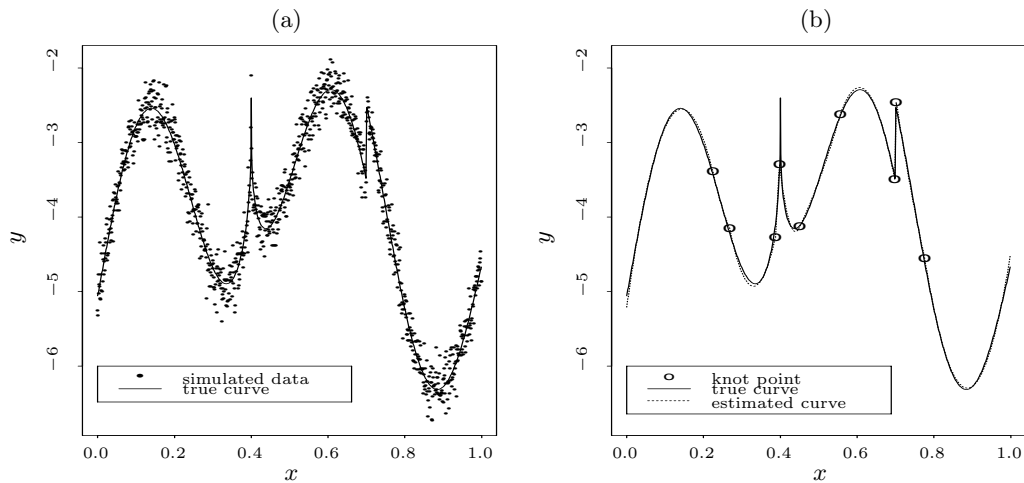 (a)
y
−2
−3
−4
−5
−6
simulated data
true curve
0.0 0.2 0.4 0.6 0.8 1.0
x
(b)
y
−2
−3
−4
−5
−6
knot point
true curve
estimated curve
0.0 0.2 0.4 0.6 0.8 1.0
x